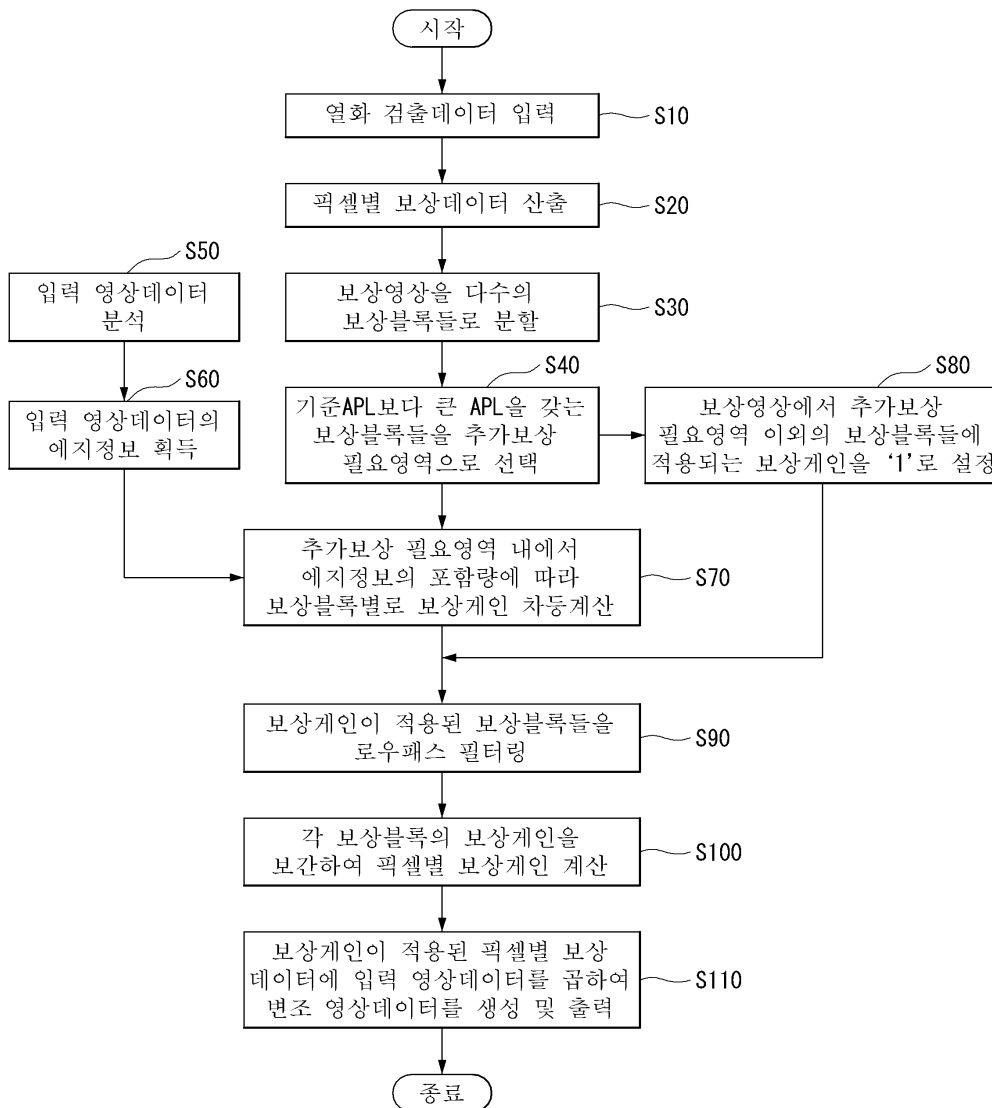 시작
열화 검출데이터 입력
S10
픽셀별 보상데이터 산출
S20
보상영상을 다수의
보상블록들로 분할
S30
S50
입력 영상데이터
분석
S60
입력 영상데이터의
에지정보 획득
S40
기준APL보다 큰 APL을 갖는
보상블록들을 추가보상
필요영역으로 선택
S80
보상영상에서 추가보상
필요영역 이외의 보상블록들에
적용되는 보상게인을 ‘1’로 설정
추가보상 필요영역 내에서
에지정보의 포함량에 따라
보상블록별로 보상게인 차등계산
S70
보상게인이 적용된 보상블록들을
로우패스 필터링
S90
각 보상블록의 보상게인을
보간하여 픽셀별 보상게인 계산
S100
보상게인이 적용된 픽셀별 보상
데이터에 입력 영상데이터를 곱하여
변조 영상데이터를 생성 및 출력
S110
종료